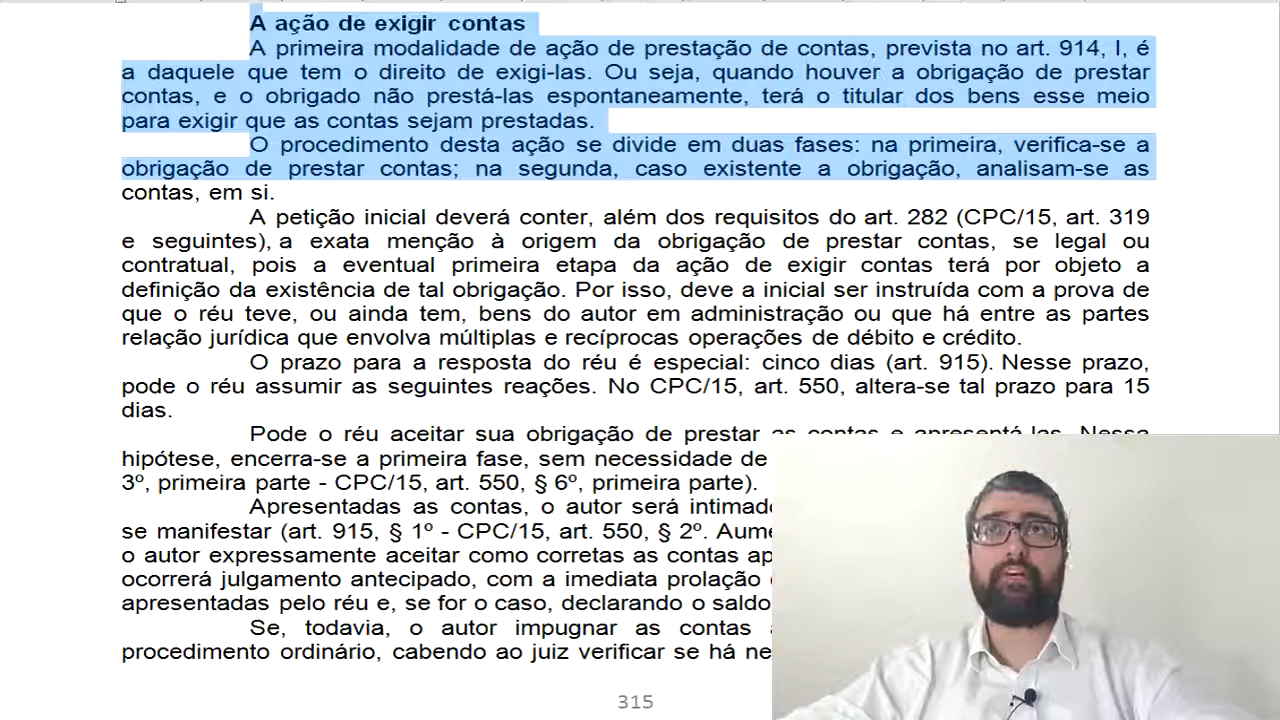 A ação de exigir contas
A primeira modalidade de ação de prestação de contas, prevista no art. 914, I, é
a daquele que tem o direito de exigi-las. Ou seja, quando houver a obrigação de prestar
contas, e o obrigado não prestá-las espontaneamente, terá o titular dos bens esse meio
para exigir que as contas sejam prestadas.
O procedimento desta ação se divide em duas fases: na primeira, verifica-se a
obrigação de prestar contas; na segunda, caso existente a obrigação, analisam-se as
contas, em si.
A petição inicial deverá conter, além dos requisitos do art. 282 (CPC/15, art. 319
e seguintes), a exata menção à origem da obrigação de prestar contas, se legal ou
contratual, pois a eventual primeira etapa da ação de exigir contas terá por objeto a
definição da existência de tal obrigação. Por isso, deve a inicial ser instruída com a prova de
que o réu teve, ou ainda tem, bens do autor em administração ou que há entre as partes
relação jurídica que envolva múltiplas e recíprocas operações de débito e crédito.
O prazo para a resposta do réu é especial: cinco dias (art. 915). Nesse prazo,
pode o réu assumir as seguintes reações. No CPC/15, art. 550, altera-se tal prazo para 15
dias.
Pode o réu aceitar sua obrigação de prestar as contas e apresentá-las. Nessa
hipótese, encerra-se a primeira fase, sem necessidade de
3º, primeira parte - CPC/15, art. 550, § 6º, primeira parte).
Apresentadas as contas, o autor será
se manifestar (art. 915, § 1º - CPC/15, art. 550, § 2º.
o autor expressamente aceitar como corretas as contas
ocorrerá julgamento antecipado, com a imediata prolação
apresentadas pelo réu e, se for o caso, declarando o saldo
Se, todavia, o autor impugnar as contas
procedimento ordinário, cabendo ao juiz verificar se há
315